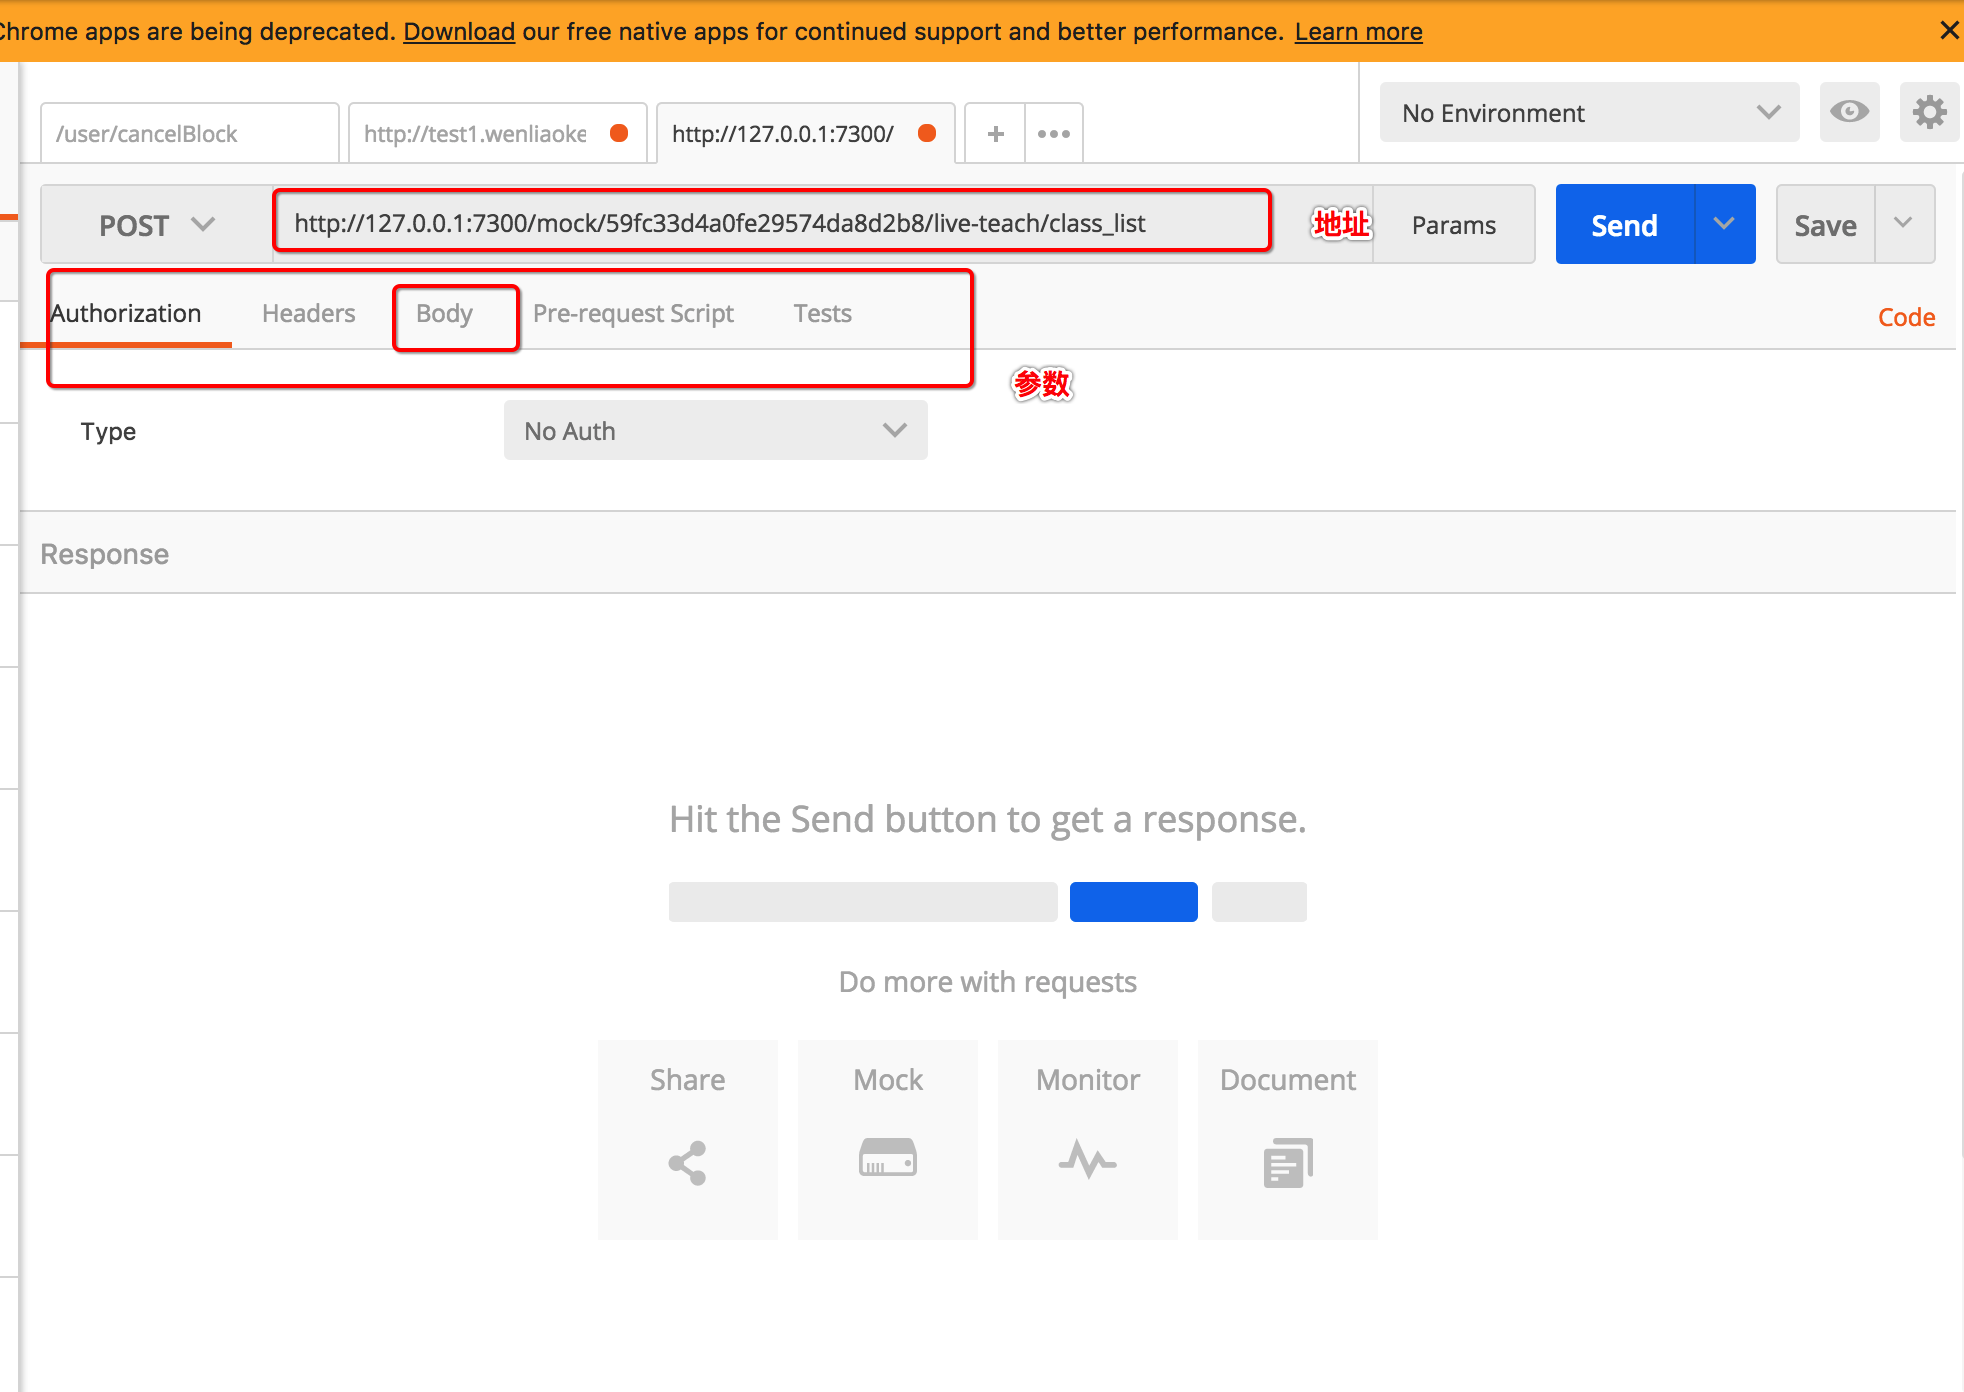 Chrome apps are being deprecated. Download our free native apps for continued support and better performance. Learn more
/user/cancelBlock
http://test1.wenliaoke
http://127.0.0.1:7300/
No Environment
POST
http://127.0.0.1:7300/mock/59fc33d4a0fe29574da8d2b8/live-teach/class_list
地址
Params
Send
Save
Authorization
Headers
Body
Pre-request Script
Tests
Code
参数
Type
No Auth
Response
Hit the Send button to get a response.
Do more with requests
Share
Mock
Monitor
Document